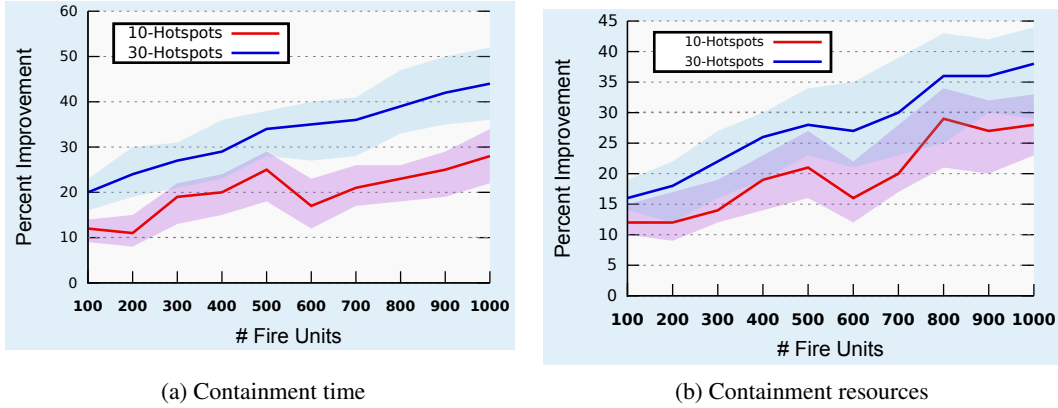 60
50
40
30
20
10
0
Percent Improvement
10-Hotspots
30-Hotspots
100 200 300 400 500 600 700 800 900 1000
# Fire Units
(a) Containment time
45
40
35
30
25
20
15
10
5
0
Percent Improvement
10-Hotspots
30-Hotspots
100 200 300 400 500 600 700 800 900 1000
# Fire Units
(b) Containment resources